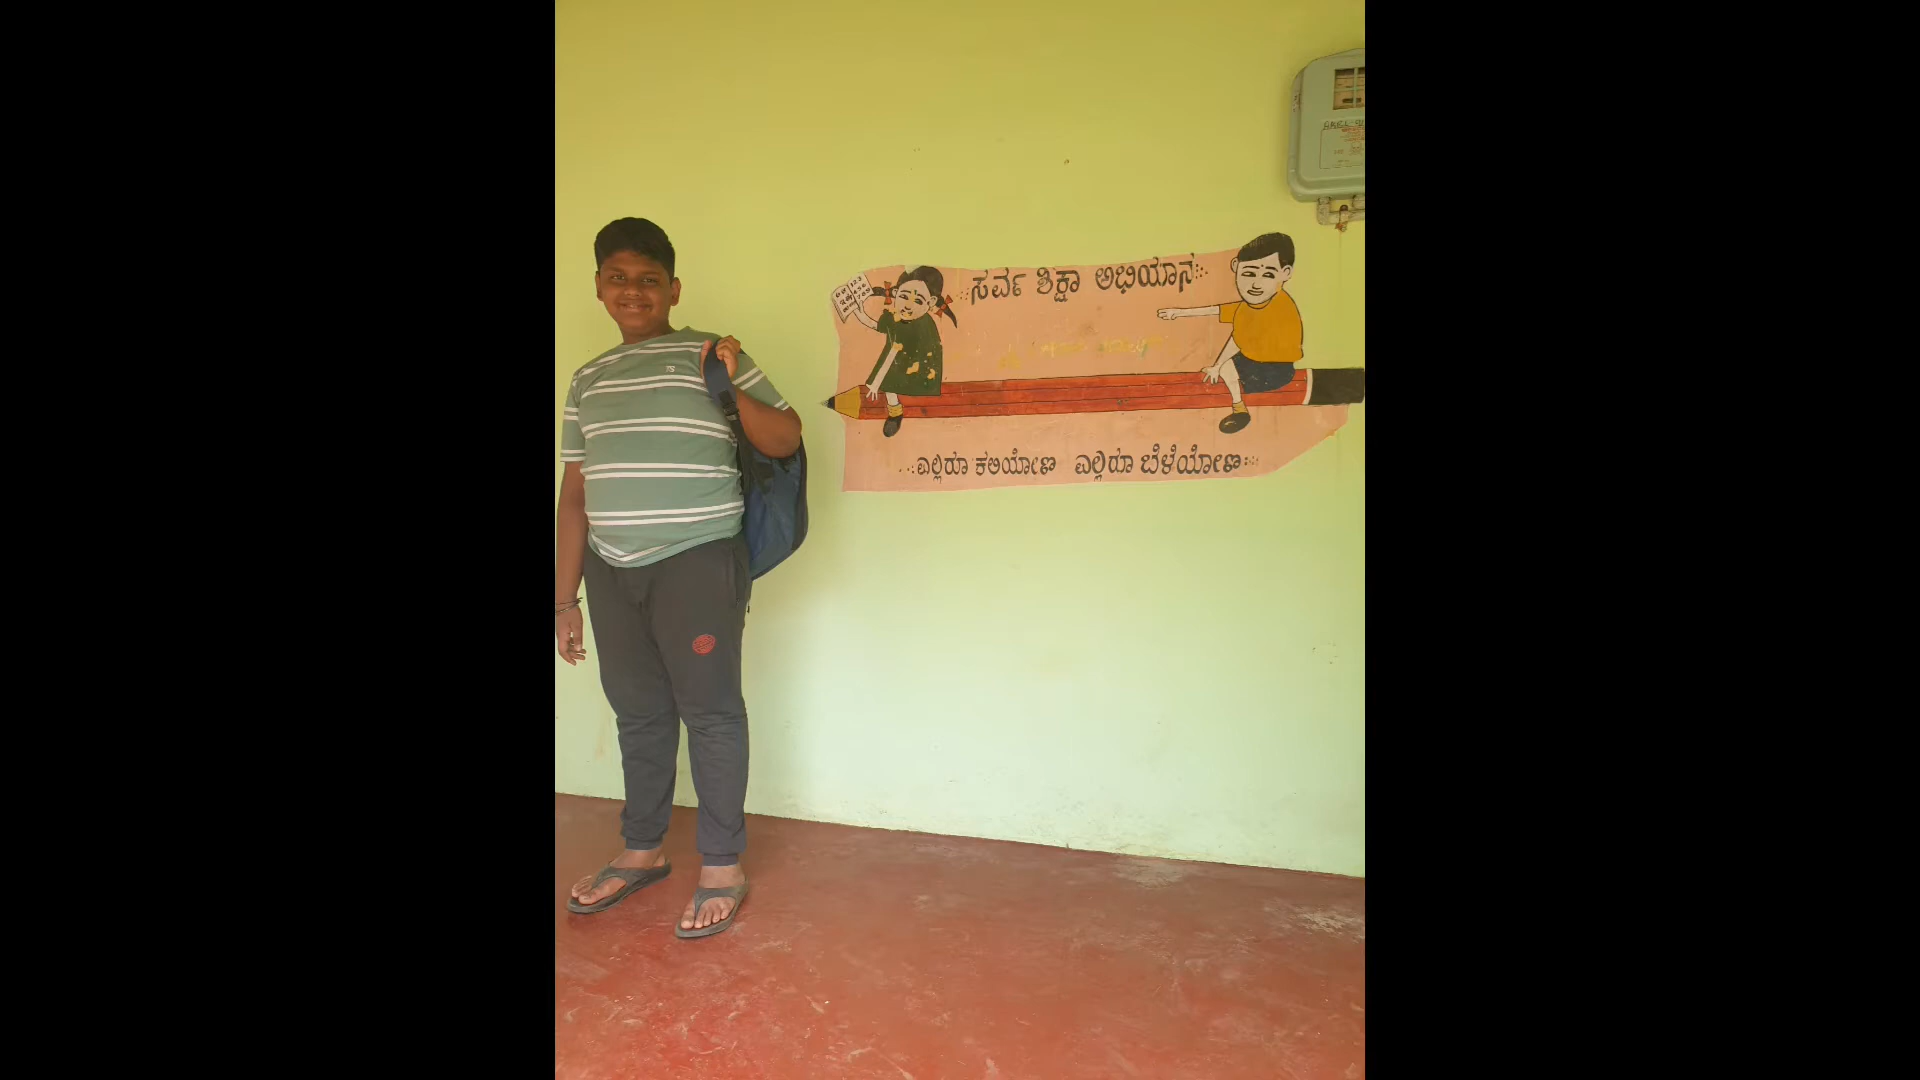 ಸರ್ವ ಶಿಕ್ಷಾ ಅಭಿಯಾನ
ಎಲ್ಲರೂ ಕಲಿಯೋಣ ಎಲ್ಲರೂ ಬೆಳೆಯೋಣ